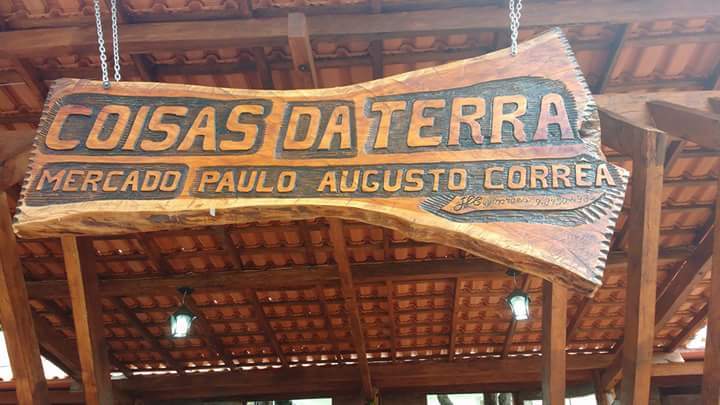 COISAS DA TERRA
MERCADO PAULO AUGUSTO CORRÊA